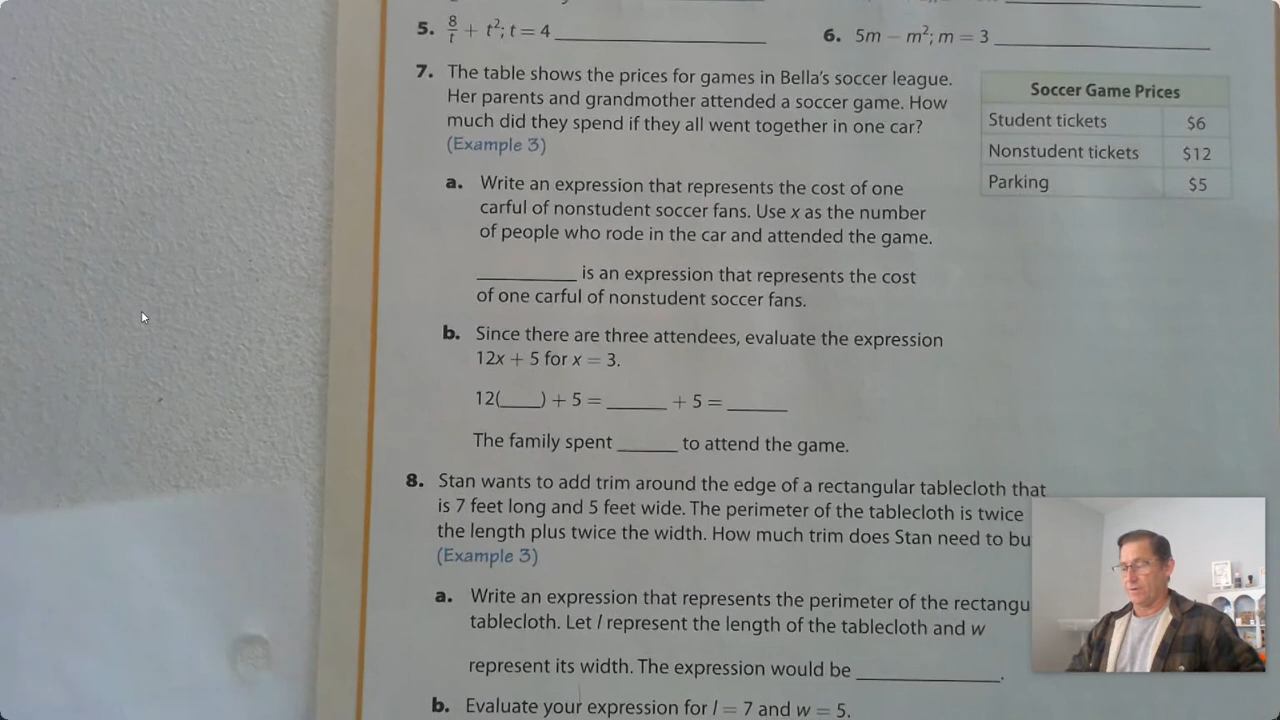 5. 8/t + t²; t = 4 ____________
6. 5m − m²; m = 3 ____________
7. The table shows the prices for games in Bella's soccer league.
Her parents and grandmother attended a soccer game. How
much did they spend if they all went together in one car?
(Example 3)
Soccer Game Prices
Student tickets $6
Nonstudent tickets $12
Parking $5
a. Write an expression that represents the cost of one
carful of nonstudent soccer fans. Use x as the number
of people who rode in the car and attended the game.
__________ is an expression that represents the cost
of one carful of nonstudent soccer fans.
b. Since there are three attendees, evaluate the expression
12x + 5 for x = 3.
12(____) + 5 = ______ + 5 = ______
The family spent ______ to attend the game.
8. Stan wants to add trim around the edge of a rectangular tablecloth that
is 7 feet long and 5 feet wide. The perimeter of the tablecloth is twice
the length plus twice the width. How much trim does Stan need to bu
(Example 3)
a. Write an expression that represents the perimeter of the rectangu
tablecloth. Let l represent the length of the tablecloth and w
represent its width. The expression would be ______________.
b. Evaluate your expression for l = 7 and w = 5.